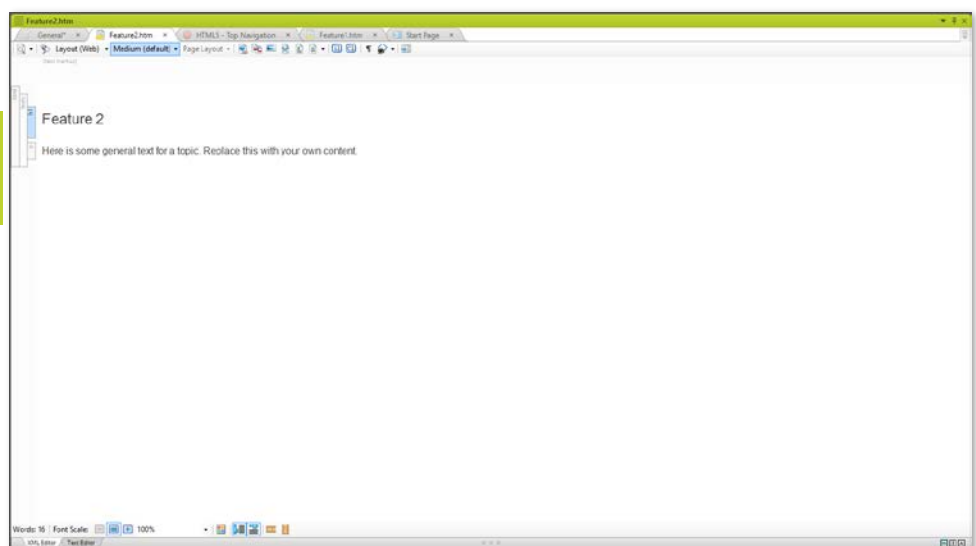 Feature2.htm
General* × Feature2.htm × HTML5 - Top Navigation × Feature1.htm × Start Page ×
Layout (Web) Medium (default) Page Layout
Feature 2
Here is some general text for a topic. Replace this with your own content.
Words: 16 Font Scale: 100%
XML Editor Text Editor